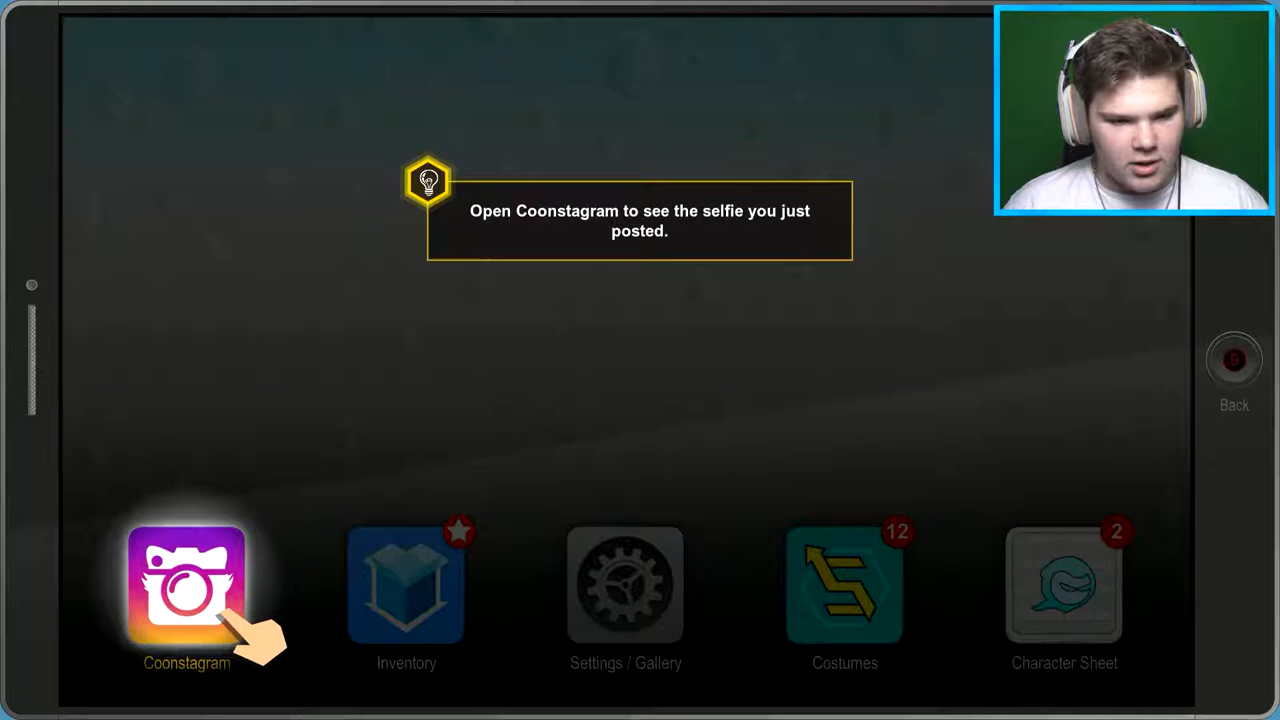 Open Coonstagram to see the selfie you just
posted.
Back
12
2
Coonstagram
Inventory
Settings / Gallery
Costumes
Character Sheet